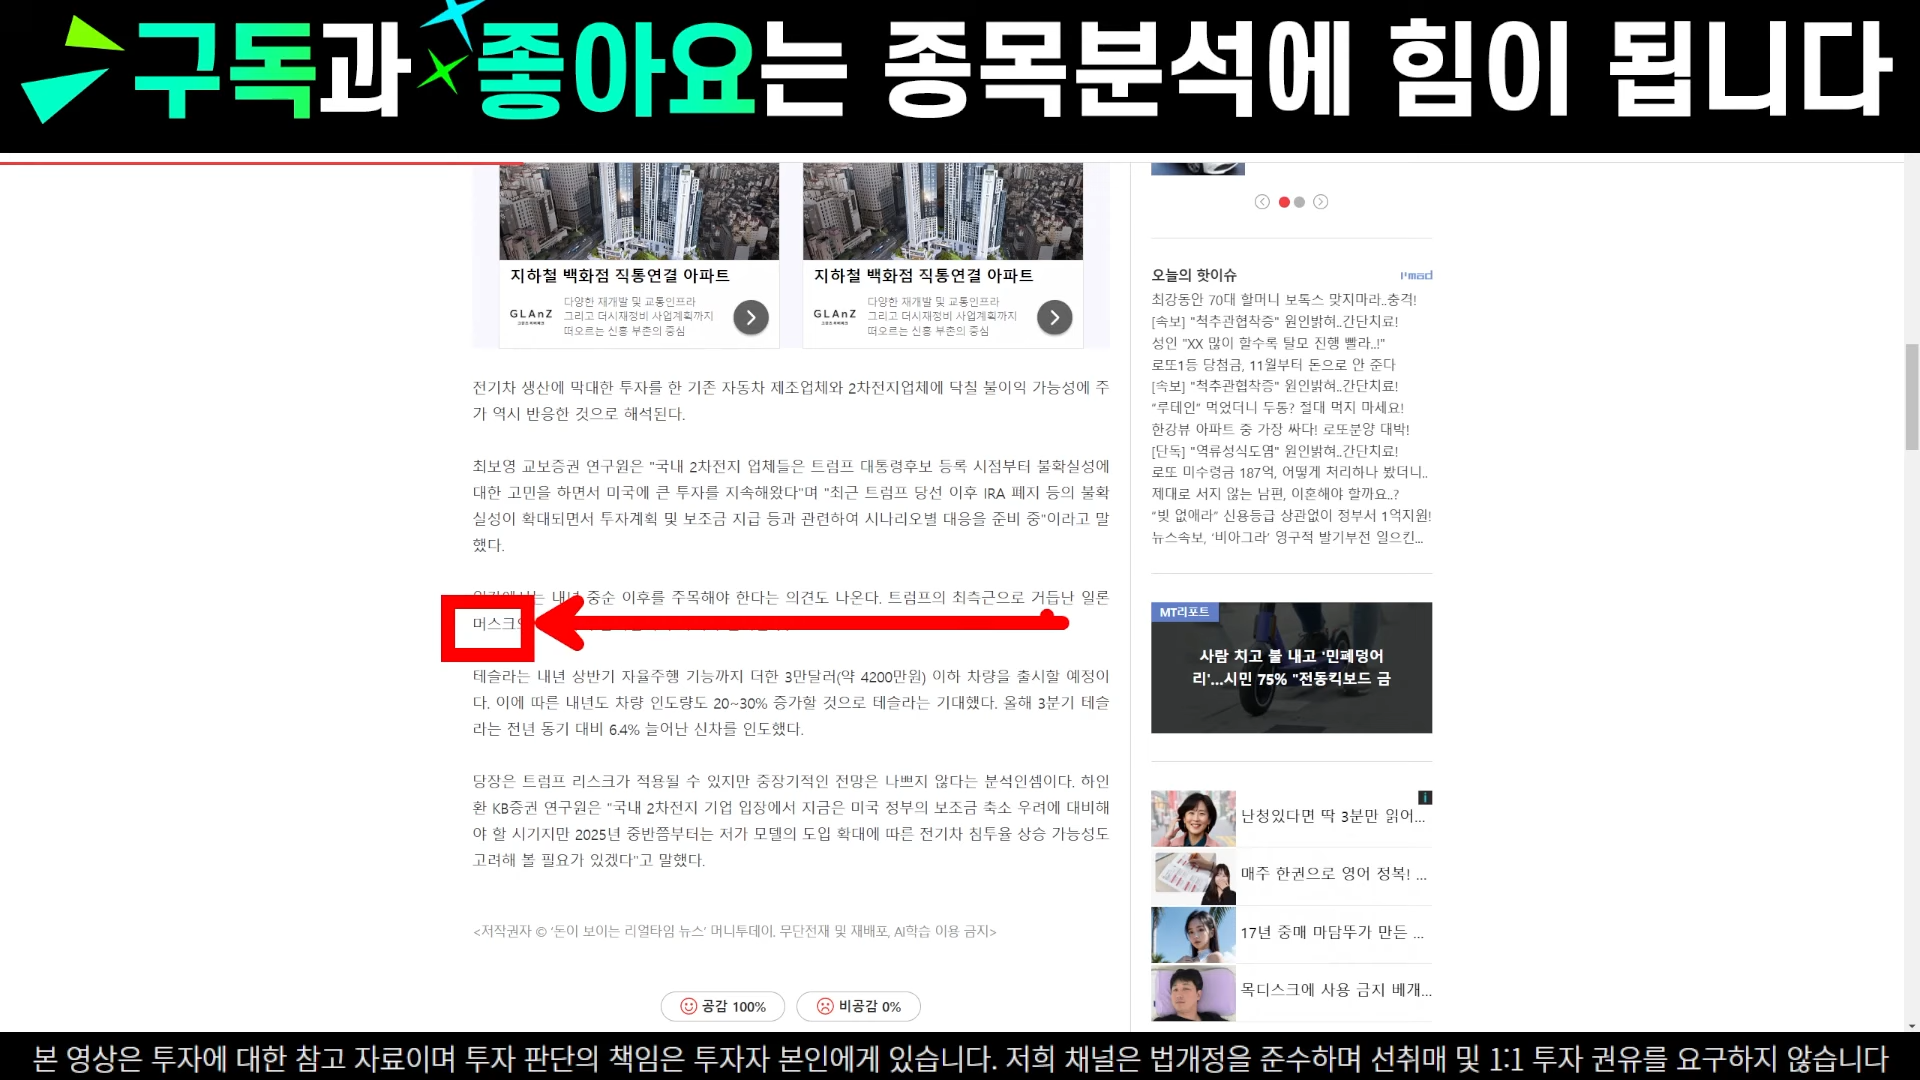 구독과 좋아요는 종목분석에 힘이 됩니다
지하철 백화점 직통연결 아파트
GLAnZ
다양한 재개발 및 교통인프라
그리고 더시재정비 사업계획까지
떠오르는 신흥 부촌의 중심
지하철 백화점 직통연결 아파트
GLAnZ
다양한 재개발 및 교통인프라
그리고 더시재정비 사업계획까지
떠오르는 신흥 부촌의 중심
전기차 생산에 막대한 투자를 한 기존 자동차 제조업체와 2차전지업체에 닥칠 불이익 가능성에 주
가 역시 반응한 것으로 해석된다.
최보영 교보증권 연구원은 "국내 2차전지 업체들은 트럼프 대통령후보 등록 시점부터 불확실성에
대한 고민을 하면서 미국에 큰 투자를 지속해왔다"며 "최근 트럼프 당선 이후 IRA 폐지 등의 불확
실성이 확대되면서 투자계획 및 보조금 지급 등과 관련하여 시나리오별 대응을 준비 중"이라고 말
했다.
내년 중순 이후를 주목해야 한다는 의견도 나온다. 트럼프의 최측근으로 거듭난 일론
머스크
테슬라는 내년 상반기 자율주행 기능까지 더한 3만달러(약 4200만원) 이하 차량을 출시할 예정이
다. 이에 따른 내년도 차량 인도량도 20~30% 증가할 것으로 테슬라는 기대했다. 올해 3분기 테슬
라는 전년 동기 대비 6.4% 늘어난 신차를 인도했다.
당장은 트럼프 리스크가 적용될 수 있지만 중장기적인 전망은 나쁘지 않다는 분석인셈이다. 하인
환 KB증권 연구원은 "국내 2차전지 기업 입장에서 지금은 미국 정부의 보조금 축소 우려에 대비해
야 할 시기지만 2025년 중반쯤부터는 저가 모델의 도입 확대에 따른 전기차 침투율 상승 가능성도
고려해 볼 필요가 있겠다"고 말했다.
<저작권자 © '돈이 보이는 리얼타임 뉴스' 머니투데이. 무단전재 및 재배포, AI학습 이용 금지>
공감 100%
비공감 0%
오늘의 핫이슈
최강동안 70대 할머니 보톡스 맞지마라..충격!
[속보] "척추관협착증" 원인밝혀..간단치료!
성인 "XX 많이 할수록 탈모 진행 빨라..!"
로또1등 당첨금, 11월부터 돈으로 안 준다
[속보] "척추관협착증" 원인밝혀..간단치료!
"루테인" 먹었더니 두통? 절대 먹지 마세요!
한강뷰 아파트 중 가장 싸다! 로또분양 대박!
[단독] "역류성식도염" 원인밝혀..간단치료!
로또 미수령금 187억, 어떻게 처리하나 봤더니..
제대로 서지 않는 남편, 이혼해야 할까요..?
"빚 없애라" 신용등급 상관없이 정부서 1억지원!
뉴스속보, '비아그라' 영구적 발기부전 일으킨...
MT리포트
사람 치고 불 내고 '민폐덩어
리'...시민 75% "전동킥보드 금
난청있다면 딱 3분만 읽어...
매주 한권으로 영어 정복! ...
17년 중매 마담뚜가 만든 ...
목디스크에 사용 금지 베개...
본 영상은 투자에 대한 참고 자료이며 투자 판단의 책임은 투자자 본인에게 있습니다. 저희 채널은 법개정을 준수하며 선취매 및 1:1 투자 권유를 요구하지 않습니다